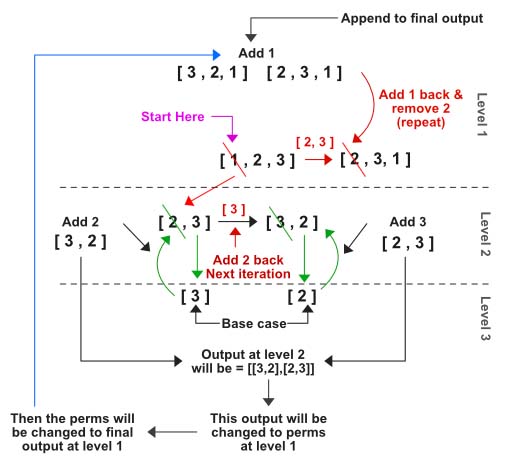 Append to final output
Add 1
[ 3 , 2, 1 ] [ 2 , 3, 1 ]
Add 1 back &
remove 2
(repeat)
Level 1
Start Here
[ 1 , 2, 3 ]
[ 2, 3 ]
[ 2, 3, 1 ]
Add 2
[ 3, 2 ]
[ 2 , 3 ]
[ 3 ]
[ 3 , 2 ]
Add 3
[ 2, 3 ]
Level 2
Add 2 back
Next iteration
[ 3 ]
[ 2 ]
Base case
Level 3
Output at level 2
will be = [[3,2],[2,3]]
Then the perms will
be changed to final
output at level 1
This output will be
changed to perms
at level 1